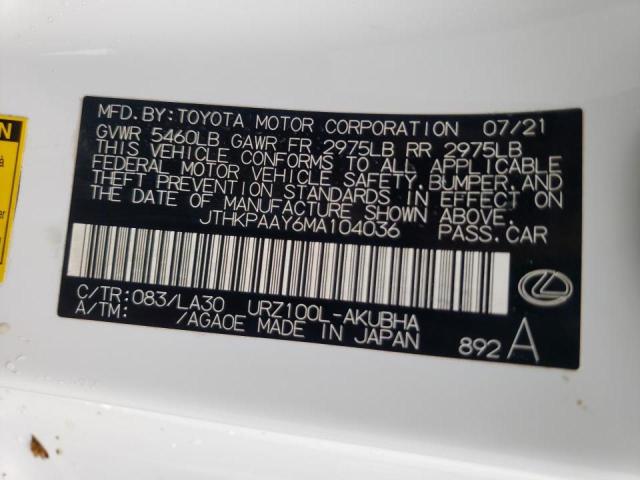 MFD.BY:TOYOTA MOTOR CORPORATION 07/21
GVWR 5460LB GAWR FR 2975LB RR 2975LB
THIS VEHICLE CONFORMS TO ALL APPLICABLE
FEDERAL MOTOR VEHICLE SAFETY,BUMPER,AND
THEFT PREVENTION STANDARDS IN EFFECT ON
THE DATE OF MANUFACTURE SHOWN ABOVE.
JTHKPAAY6MA104036 PASS.CAR
C/TR:083/LA30 URZ100L-AKUBHA
A/TM: /AGA0E MADE IN JAPAN 892 A